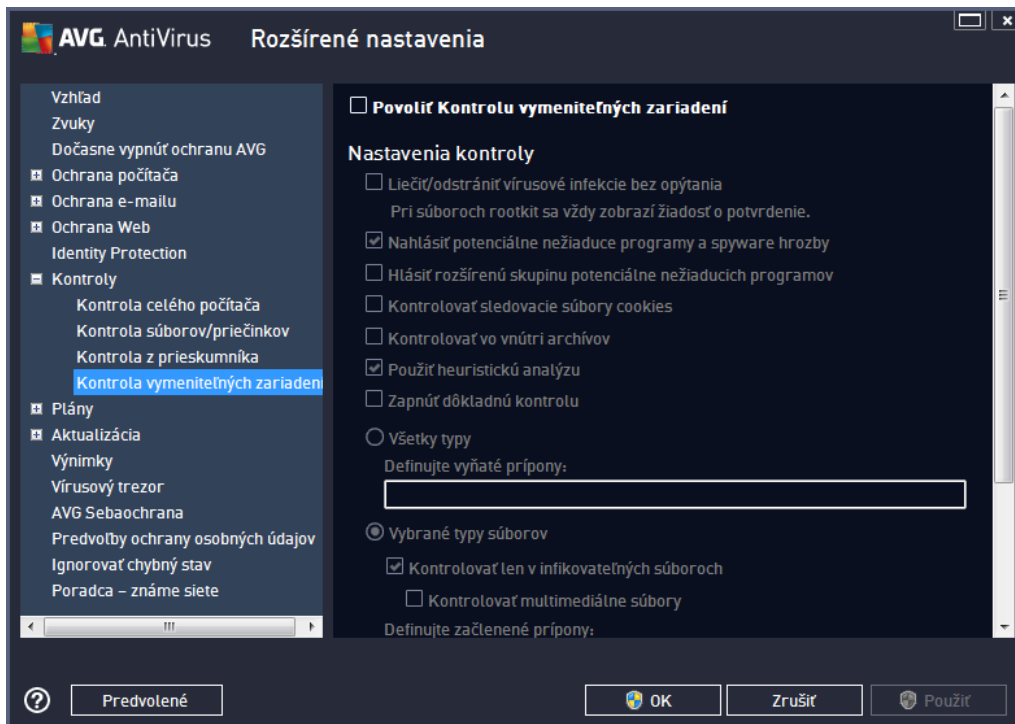 AVG AntiVirus Rozšírené nastavenia
Vzhľad
Zvuky
Dočasne vypnúť ochranu AVG
Ochrana počítača
Ochrana e-mailu
Ochrana Web
Identity Protection
Kontroly
Kontrola celého počítača
Kontrola súborov/priečinkov
Kontrola z prieskumníka
Kontrola vymeniteľných zariadení
Plány
Aktualizácia
Výnimky
Vírusový trezor
AVG Sebaochrana
Predvoľby ochrany osobných údajov
Ignorovať chybný stav
Poradca – známe siete
Povoliť Kontrolu vymeniteľných zariadení
Nastavenia kontroly
Liečiť/odstrániť vírusové infekcie bez opýtania
Pri súboroch rootkit sa vždy zobrazí žiadosť o potvrdenie.
Nahlásiť potenciálne nežiaduce programy a spyware hrozby
Hlásiť rozšírenú skupinu potenciálne nežiaducich programov
Kontrolovať sledovacie súbory cookies
Kontrolovať vo vnútri archívov
Použiť heuristickú analýzu
Zapnúť dôkladnú kontrolu
Všetky typy
Definujte vyňaté prípony:
Vybrané typy súborov
Kontrolovať len v infikovateľných súboroch
Kontrolovať multimediálne súbory
Definujte začlenené prípony:
Predvolené
OK
Zrušiť
Použiť